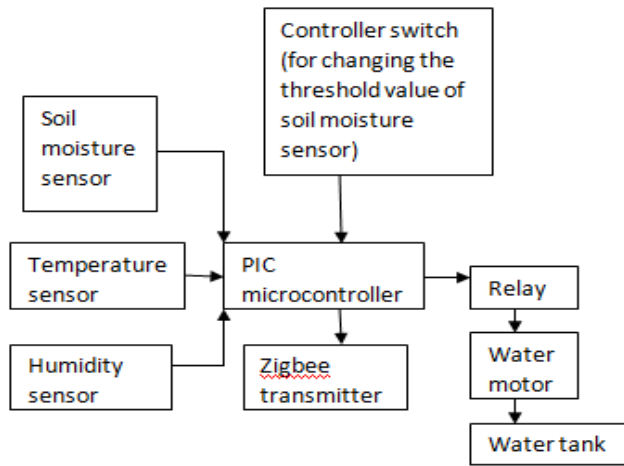 Controller switch
(for changing the
threshold value of
soil moisture
sensor)
Soil
moisture
sensor
Temperature
sensor
PIC
microcontroller
Relay
Humidity
sensor
Zigbee
transmitter
Water
motor
Water tank